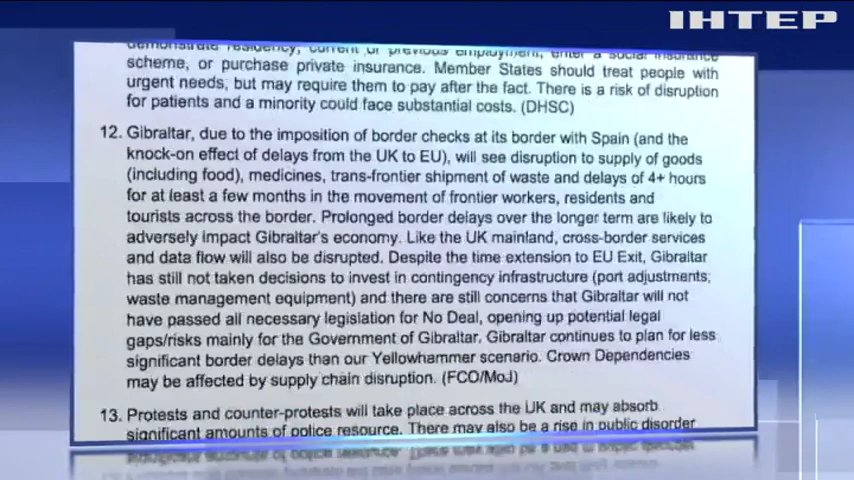 ІНТЕР
demonstrate residency, current or previous employment, enter a social insurance
scheme, or purchase private insurance. Member States should treat people with
urgent needs, but may require them to pay after the fact. There is a risk of disruption
for patients and a minority could face substantial costs. (DHSC)
12. Gibraltar, due to the imposition of border checks at its border with Spain (and the
knock-on effect of delays from the UK to EU), will see disruption to supply of goods
(including food), medicines, trans-frontier shipment of waste and delays of 4+ hours
for at least a few months in the movement of frontier workers, residents and
tourists across the border. Prolonged border delays over the longer term are likely to
adversely impact Gibraltar's economy. Like the UK mainland, cross-border services
and data flow will also be disrupted. Despite the time extension to EU Exit, Gibraltar
has still not taken decisions to invest in contingency infrastructure (port adjustments;
waste management equipment) and there are still concerns that Gibraltar will not
have passed all necessary legislation for No Deal, opening up potential legal
gaps/risks mainly for the Government of Gibraltar. Gibraltar continues to plan for less
significant border delays than our Yellowhammer scenario. Crown Dependencies
may be affected by supply chain disruption. (FCO/MoJ)
13. Protests and counter-protests will take place across the UK and may absorb
significant amounts of police resource. There may also be a rise in public disorder